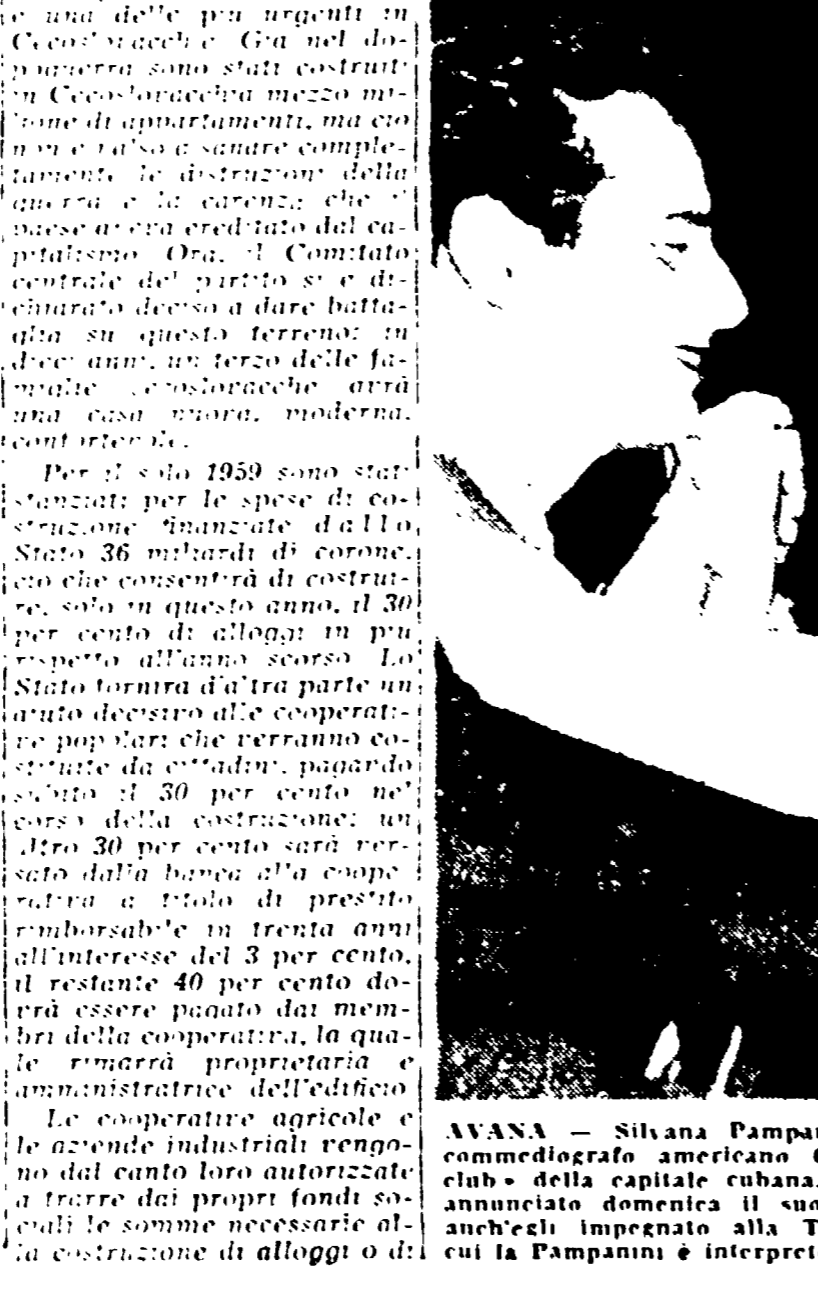 e una delle più urgenti in
Cecoslovacchia. Già nel do-
poguerra sono stati costruiti
in Cecoslovacchia mezzo mi-
lione di appartamenti, ma ciò
non è valso a sanare comple-
tamente le distruzioni della
guerra e la carenza che il
paese aveva ereditato dal ca-
pitalismo. Ora, il Comitato
centrale del partito si è di-
chiarato deciso a dare batta-
glia su questo terreno: in
dieci anni, un terzo delle fa-
miglie cecoslovacche avrà
una casa nuova, moderna,
confortevole.
Per il solo 1959 sono stati
stanziati per le spese di co-
struzione finanziate dallo
Stato 36 miliardi di corone,
ciò che consentirà di costrui-
re, solo in questo anno, il 30
per cento di alloggi in più
rispetto all'anno scorso. Lo
Stato fornirà d'altra parte un
aiuto decisivo alle cooperati-
ve popolari che verranno co-
stituite da cittadini, pagando
subito il 30 per cento nel
corso della costruzione; un
altro 30 per cento sarà ver-
sato dalla banca alla coope-
rativa a titolo di prestito
rimborsabile in trenta anni
all'interesse del 3 per cento,
il restante 40 per cento do-
vrà essere pagato dai mem-
bri della cooperativa, la qua-
le rimarrà proprietaria e
amministratrice dell'edificio
Le cooperative agricole e
le aziende industriali vengo-
no dal canto loro autorizzate
a trarre dai propri fondi so-
ciali le somme necessarie al-
la costruzione di alloggi o di
AVANA — Silvana Pampa
commediografo americano
club» della capitale cubana.
annunciato domenica il suo
anch'egli impegnato alla T
cui la Pampanini è interpret